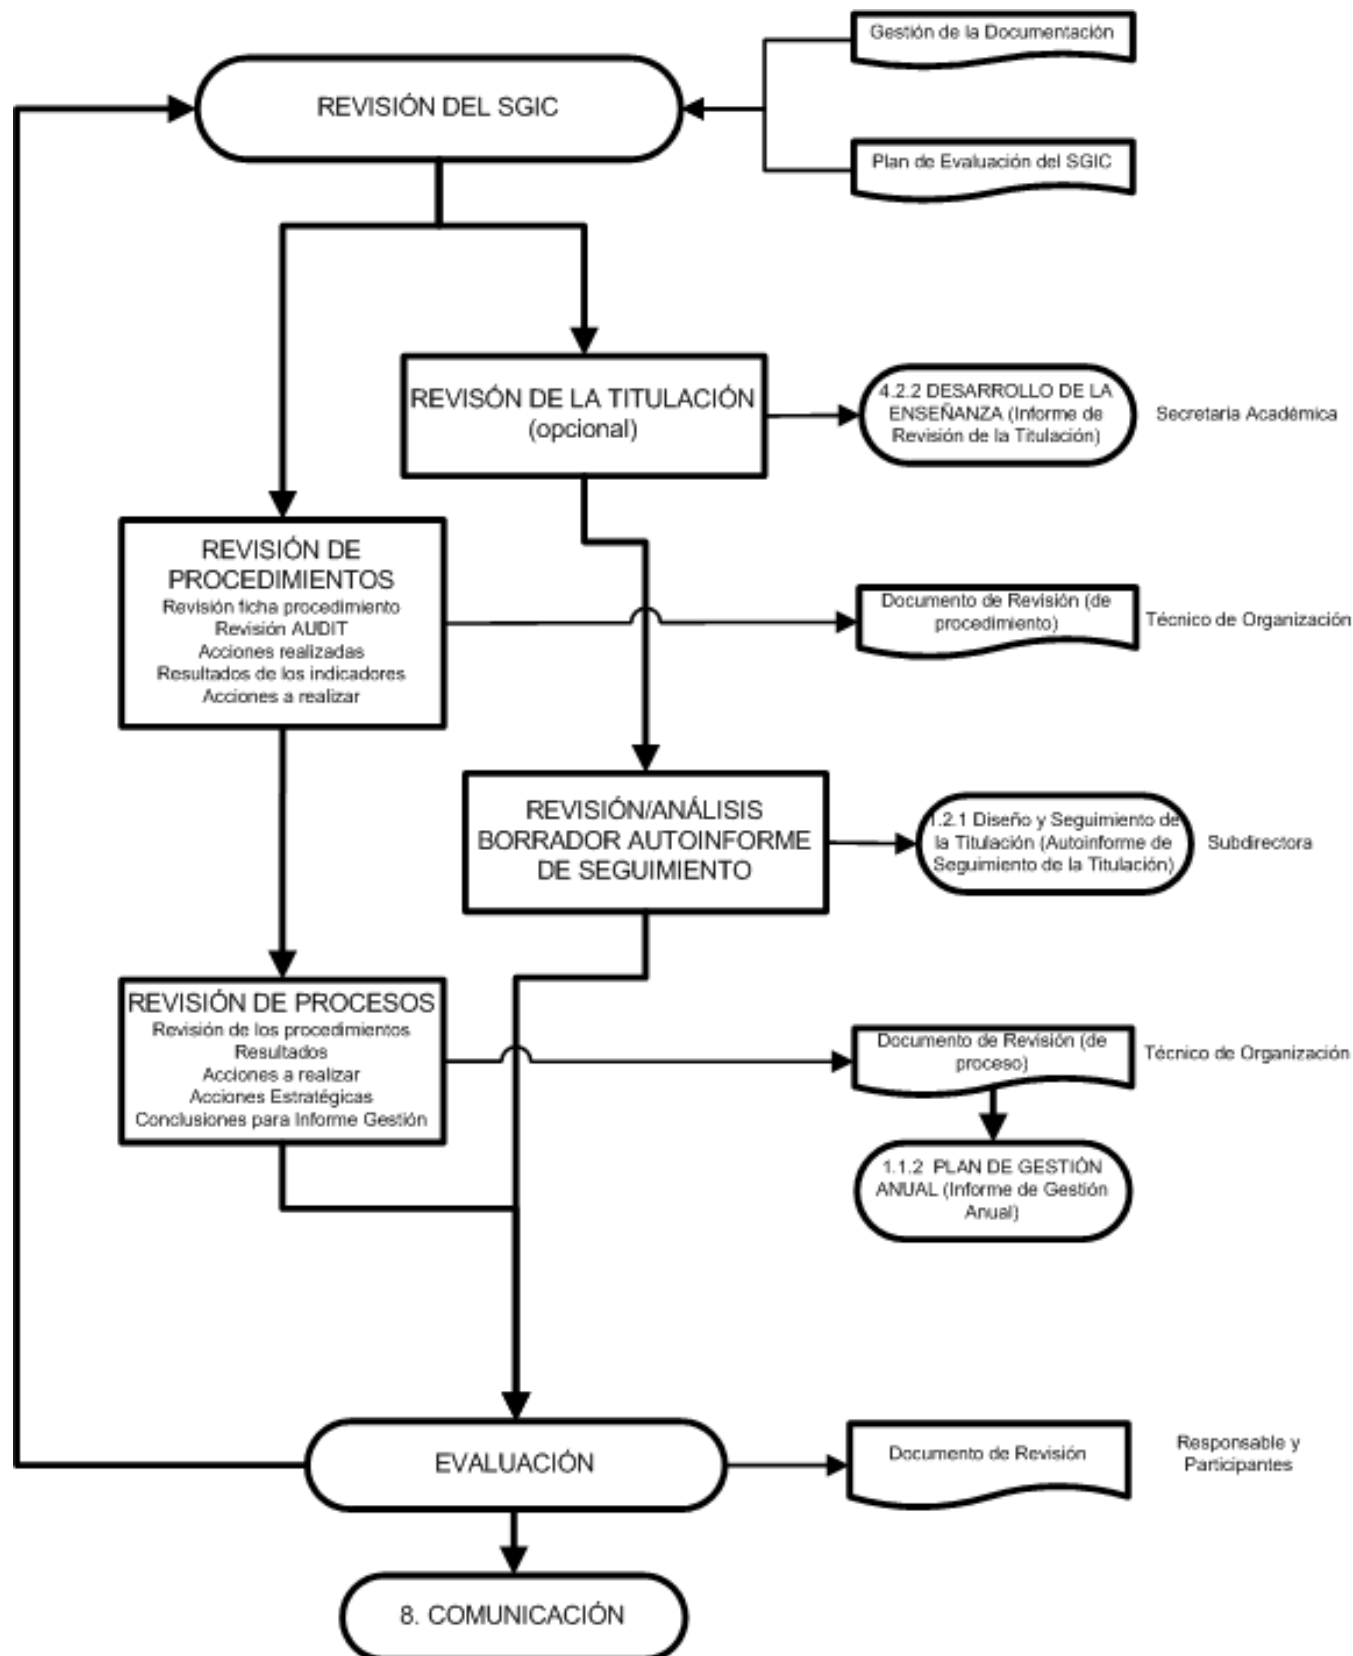 Gestión de la Documentación
REVISIÓN DEL SGIC
Plan de Evaluación del SGIC
REVISÓN DE LA TITULACIÓN
(opcional)
4.2.2 DESARROLLO DE LA
ENSEÑANZA (Informe de
Revisión de la Titulación)
Secretaria Académica
REVISIÓN DE
PROCEDIMIENTOS
Revisión ficha procedimiento
Revisión AUDIT
Acciones realizadas
Resultados de los indicadores
Acciones a realizar
Documento de Revisión (de
procedimiento)
Técnico de Organización
REVISIÓN/ANÁLISIS
BORRADOR AUTOINFORME
DE SEGUIMIENTO
1.2.1 Diseño y Seguimiento de
la Titulación (Autoinforme de
Seguimiento de la Titulación)
Subdirectora
REVISIÓN DE PROCESOS
Revisión de los procedimientos
Resultados
Acciones a realizar
Acciones Estratégicas
Conclusiones para Informe Gestión
Documento de Revisión (de
proceso)
Técnico de Organización
1.1.2 PLAN DE GESTIÓN
ANUAL (Informe de Gestión
Anual)
EVALUACIÓN
Documento de Revisión
Responsable y
Participantes
8. COMUNICACIÓN